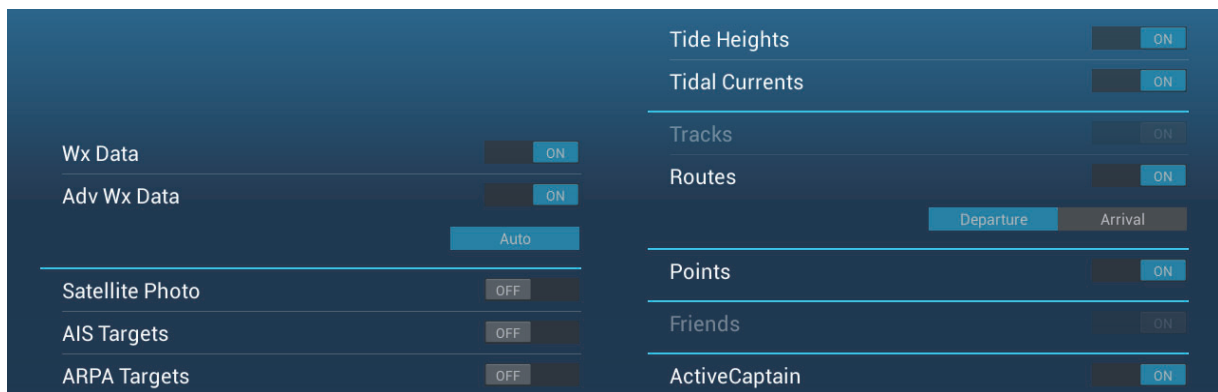 Wx Data ON
Adv Wx Data ON
Auto
Satellite Photo OFF
AIS Targets OFF
ARPA Targets OFF
Tide Heights ON
Tidal Currents ON
Tracks ON
Routes ON
Departure Arrival
Points ON
Friends ON
ActiveCaptain ON